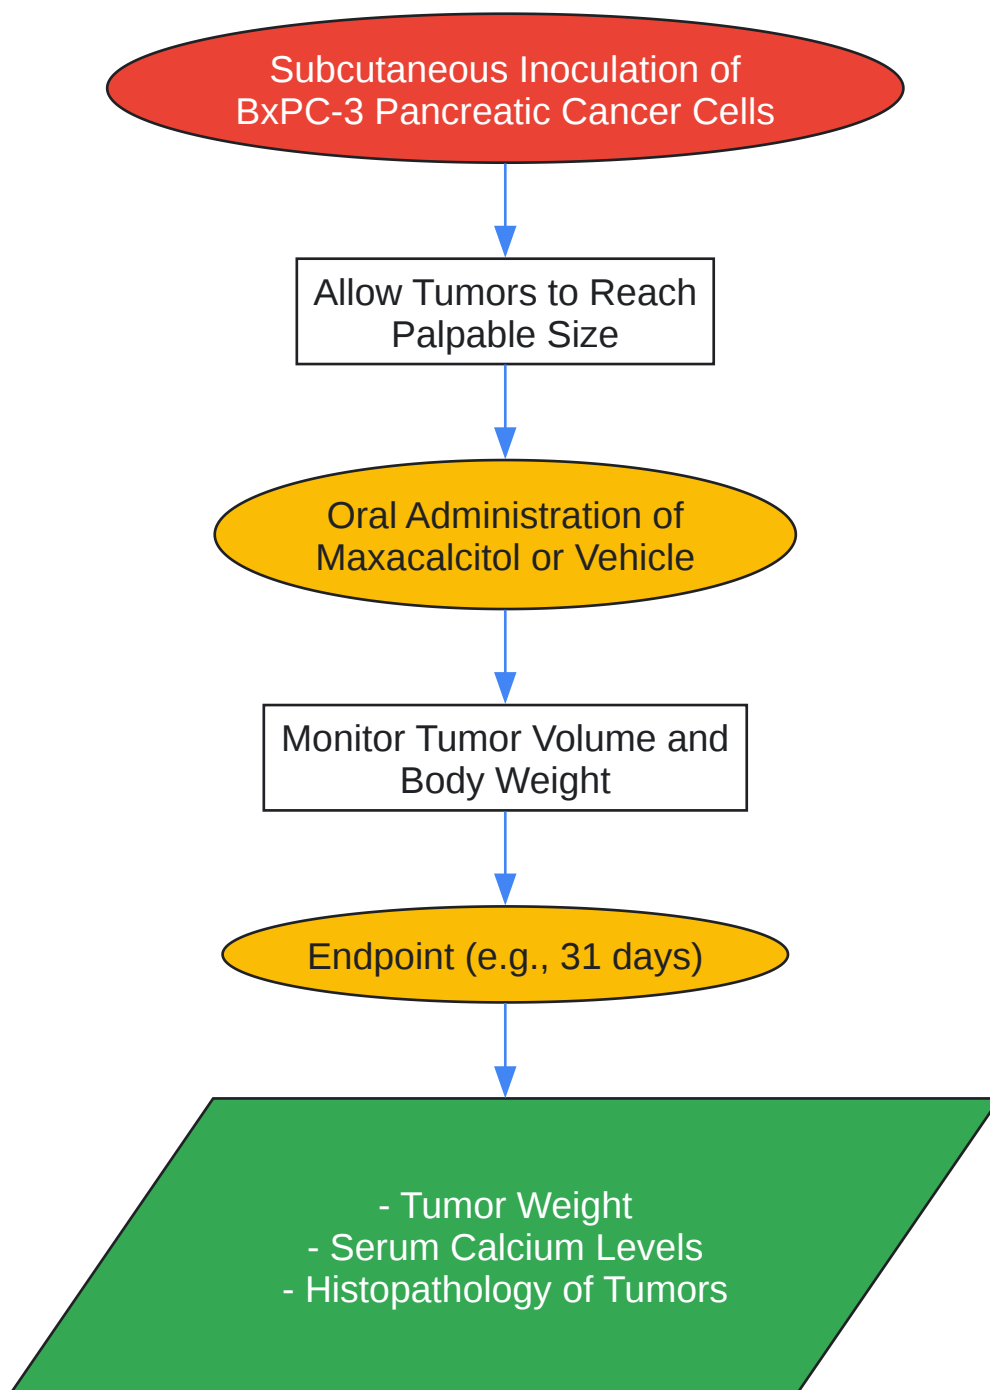 Subcutaneous Inoculation of
BxPC-3 Pancreatic Cancer Cells
Allow Tumors to Reach
Palpable Size
Oral Administration of
Maxacalcitol or Vehicle
Monitor Tumor Volume and
Body Weight
Endpoint (e.g., 31 days)
- Tumor Weight
- Serum Calcium Levels
- Histopathology of Tumors